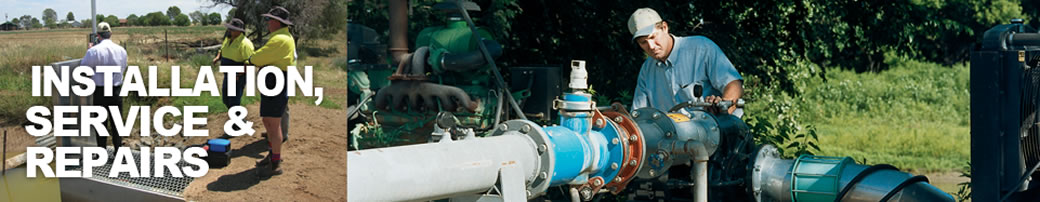 INSTALLATION,
SERVICE &
REPAIRS